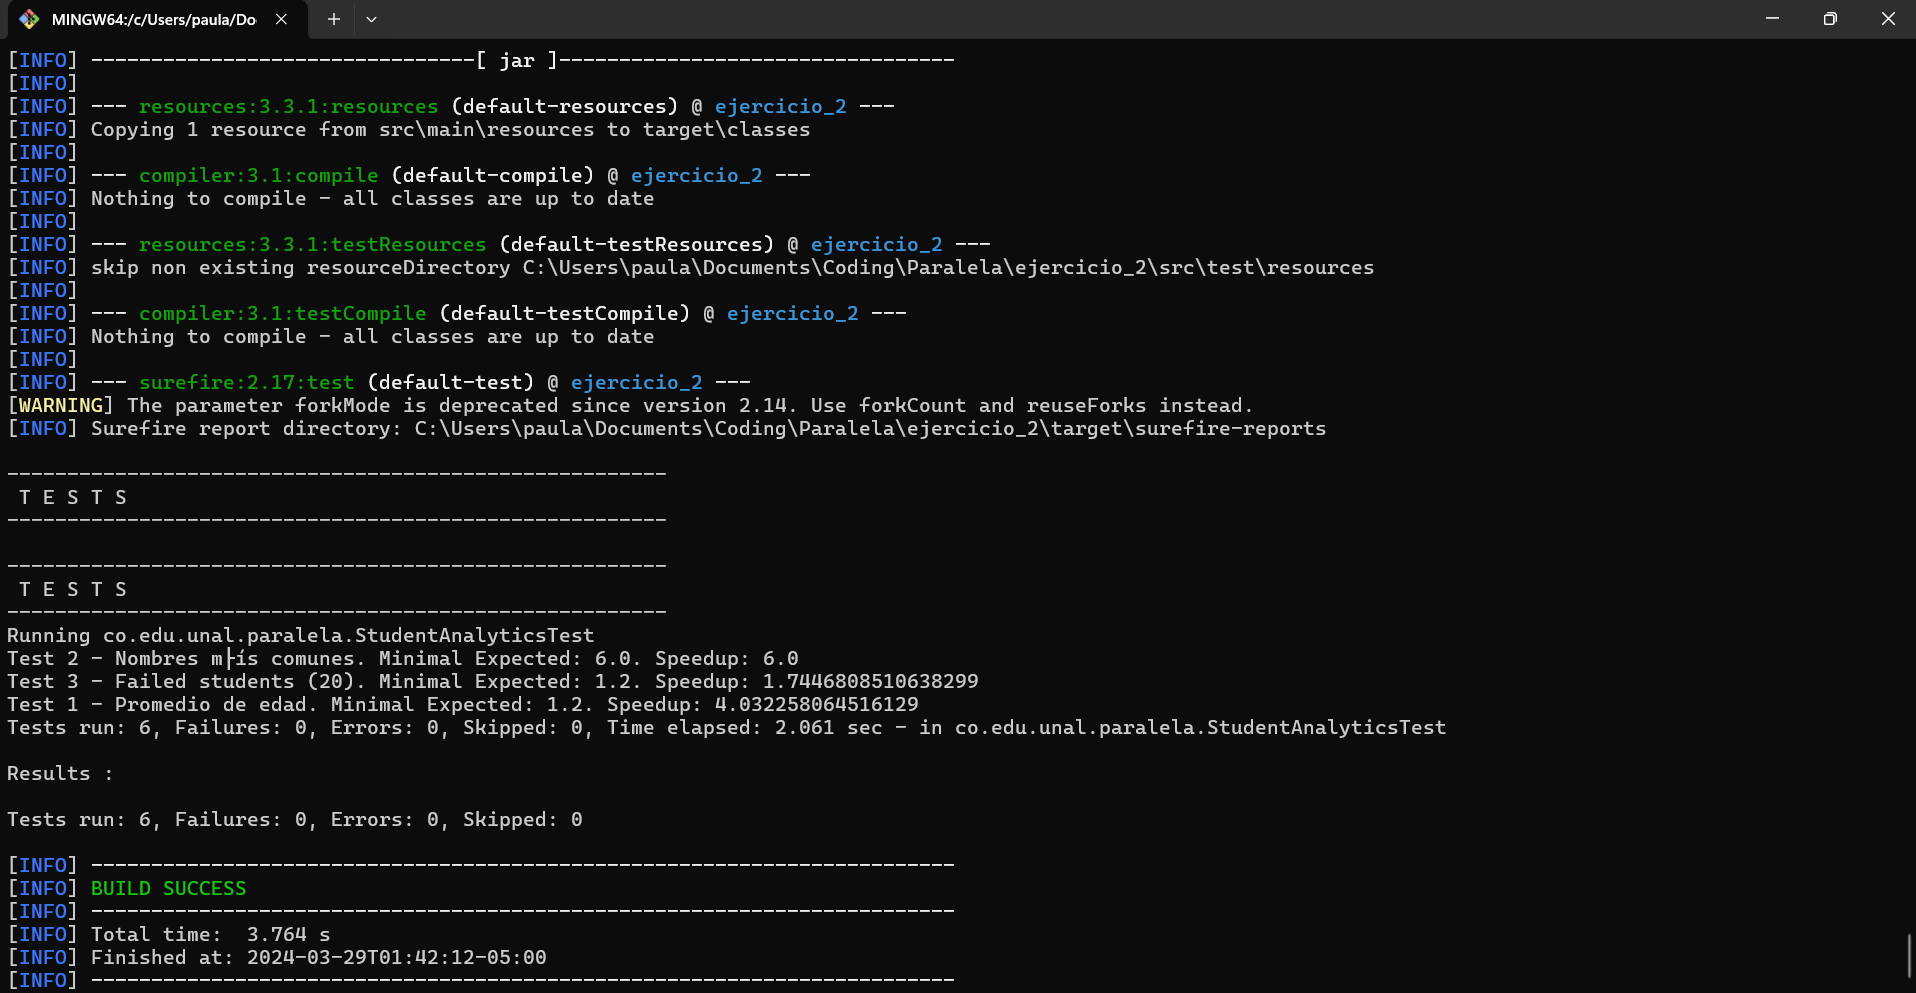 MINGW64:/c/Users/paula/Do
[INFO] --------------------------------[ jar ]---------------------------------
[INFO]
[INFO] --- resources:3.3.1:resources (default-resources) @ ejercicio_2 ---
[INFO] Copying 1 resource from src\main\resources to target\classes
[INFO]
[INFO] --- compiler:3.1:compile (default-compile) @ ejercicio_2 ---
[INFO] Nothing to compile - all classes are up to date
[INFO]
[INFO] --- resources:3.3.1:testResources (default-testResources) @ ejercicio_2 ---
[INFO] skip non existing resourceDirectory C:\Users\paula\Documents\Coding\Paralela\ejercicio_2\src\test\resources
[INFO]
[INFO] --- compiler:3.1:testCompile (default-testCompile) @ ejercicio_2 ---
[INFO] Nothing to compile - all classes are up to date
[INFO]
[INFO] --- surefire:2.17:test (default-test) @ ejercicio_2 ---
[WARNING] The parameter forkMode is deprecated since version 2.14. Use forkCount and reuseForks instead.
[INFO] Surefire report directory: C:\Users\paula\Documents\Coding\Paralela\ejercicio_2\target\surefire-reports
-------------------------------------------------------
T E S T S
-------------------------------------------------------
-------------------------------------------------------
T E S T S
-------------------------------------------------------
Running co.edu.unal.paralela.StudentAnalyticsTest
Test 2 - Nombres m├ís comunes. Minimal Expected: 6.0. Speedup: 6.0
Test 3 - Failed students (20). Minimal Expected: 1.2. Speedup: 1.7446808510638299
Test 1 - Promedio de edad. Minimal Expected: 1.2. Speedup: 4.032258064516129
Tests run: 6, Failures: 0, Errors: 0, Skipped: 0, Time elapsed: 2.061 sec - in co.edu.unal.paralela.StudentAnalyticsTest
Results :
Tests run: 6, Failures: 0, Errors: 0, Skipped: 0
[INFO] ------------------------------------------------------------------------
[INFO] BUILD SUCCESS
[INFO] ------------------------------------------------------------------------
[INFO] Total time:  3.764 s
[INFO] Finished at: 2024-03-29T01:42:12-05:00
[INFO] ------------------------------------------------------------------------